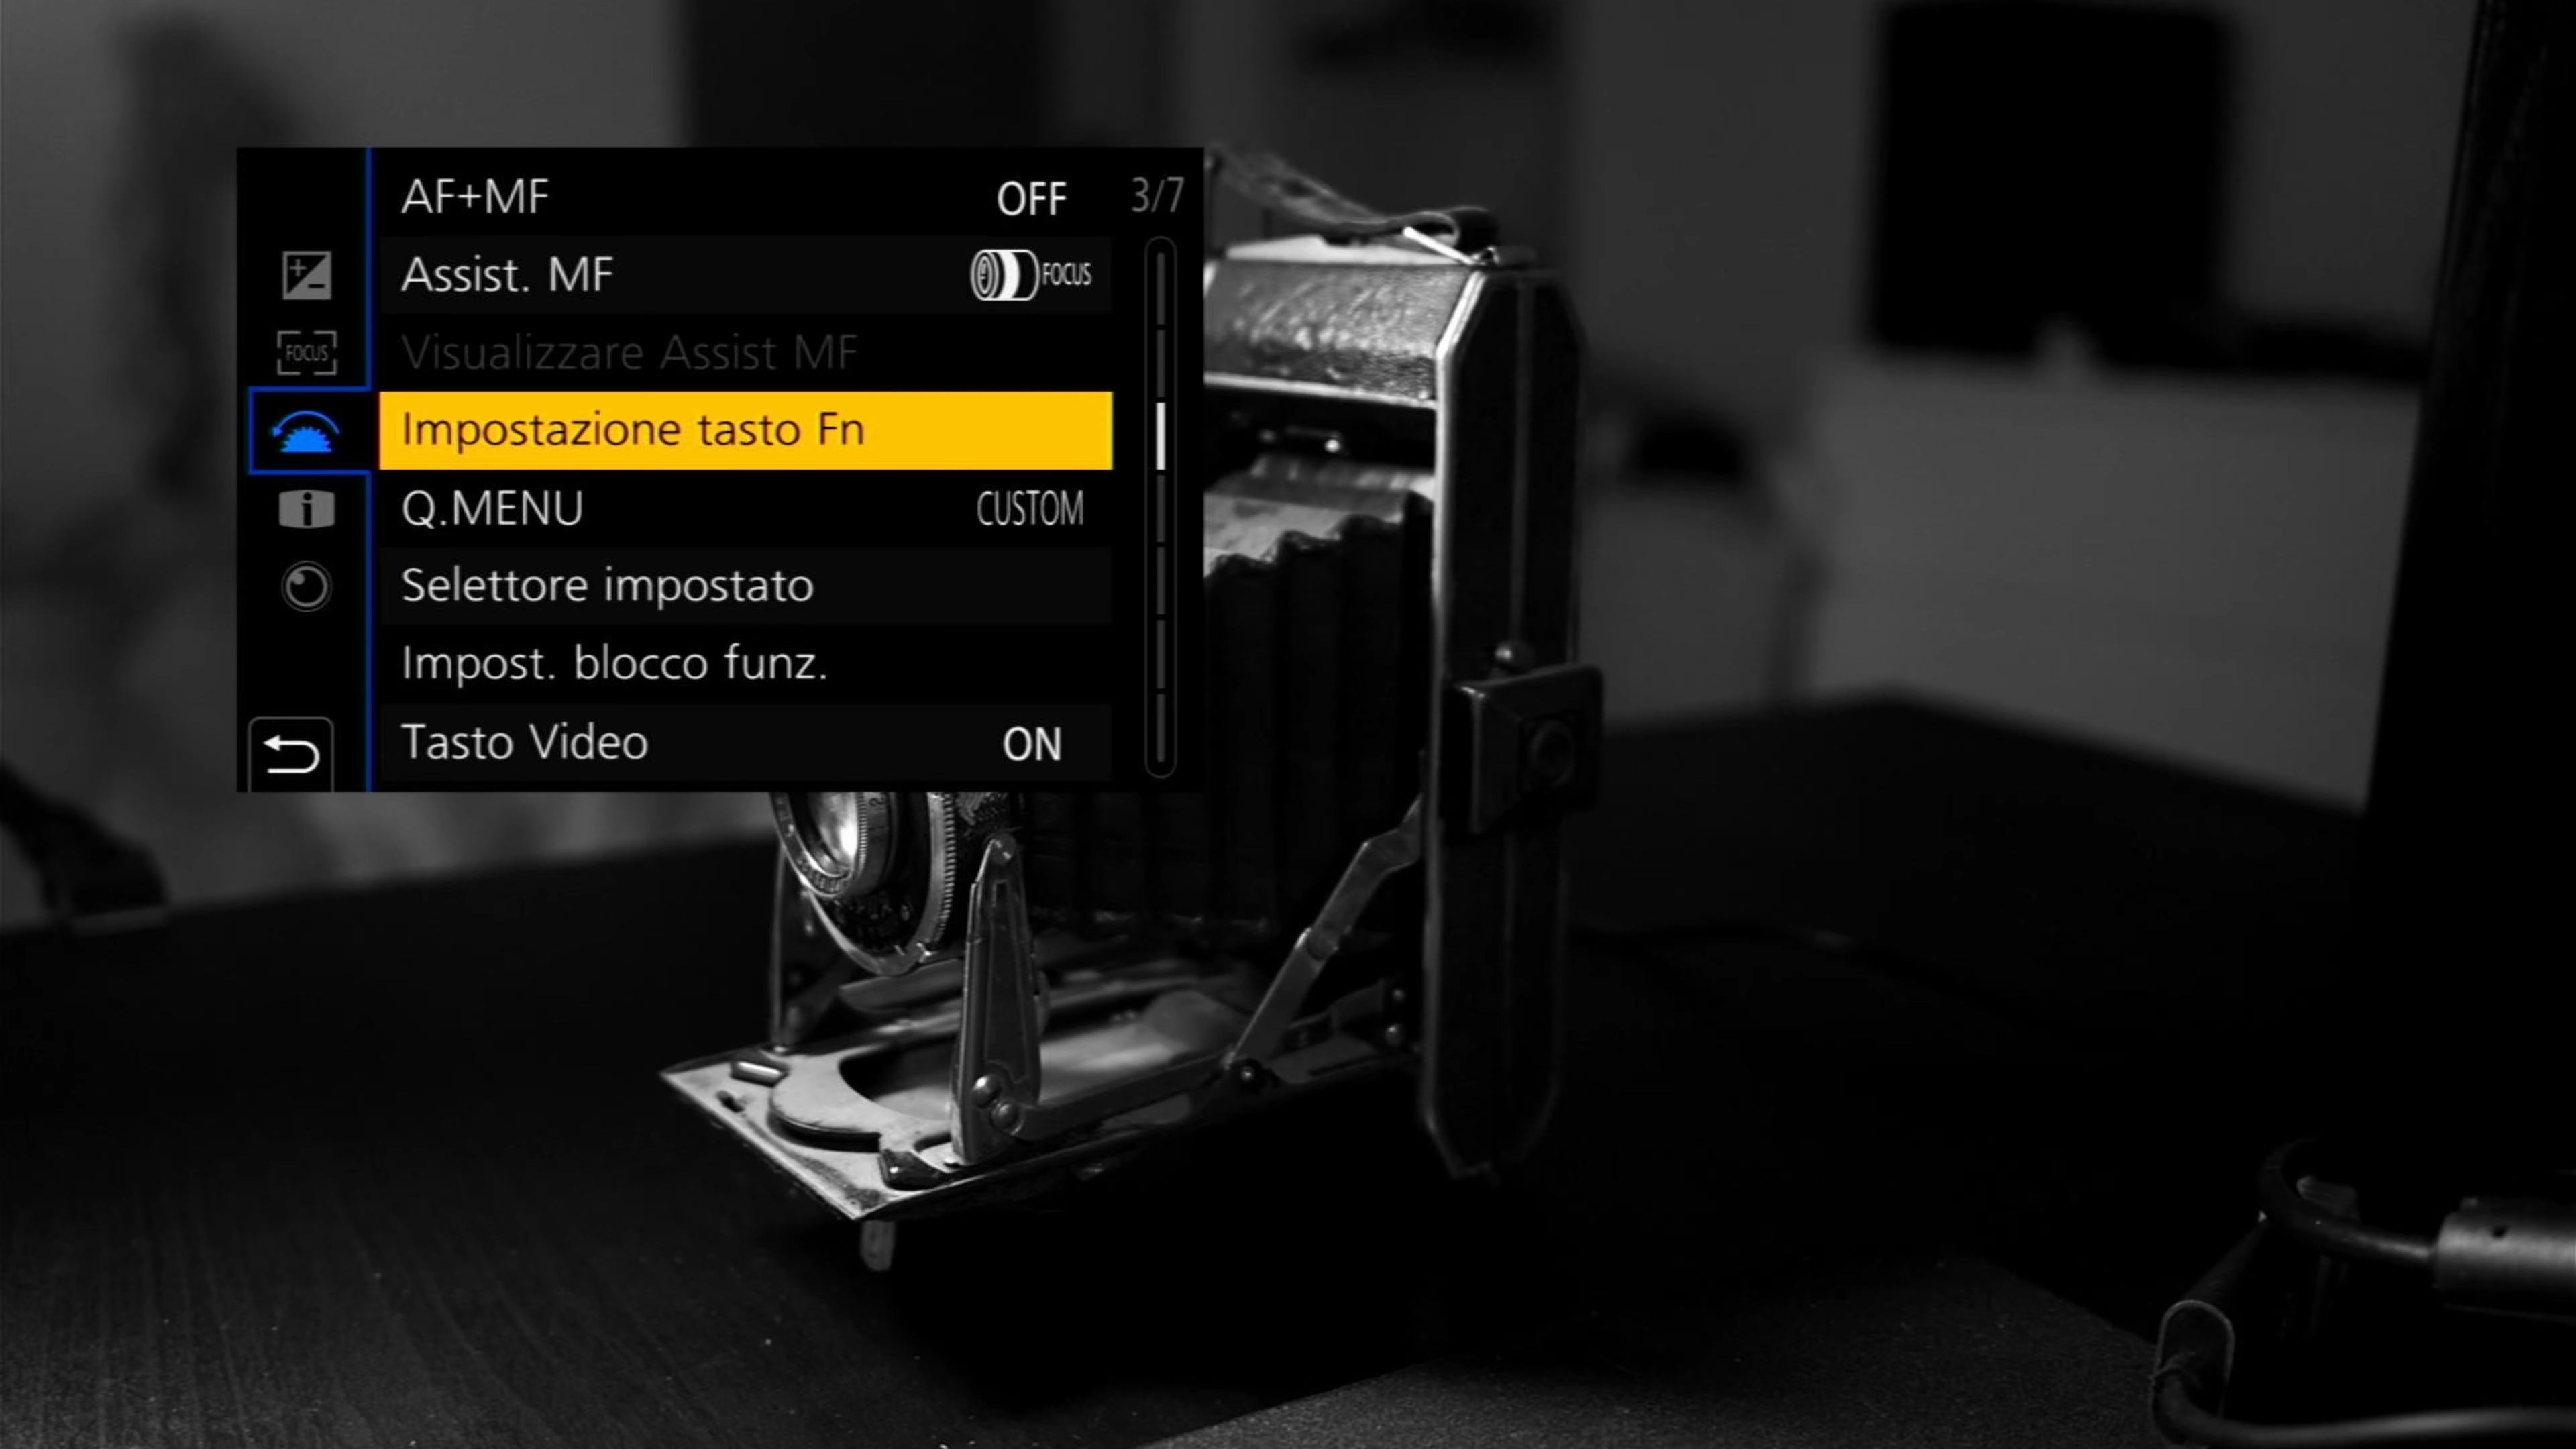 AF+MF OFF 3/7
Assist. MF FOCUS
FOCUS Visualizzare Assist MF
Impostazione tasto Fn
Q.MENU CUSTOM
Selettore impostato
Impost. blocco funz.
Tasto Video ON